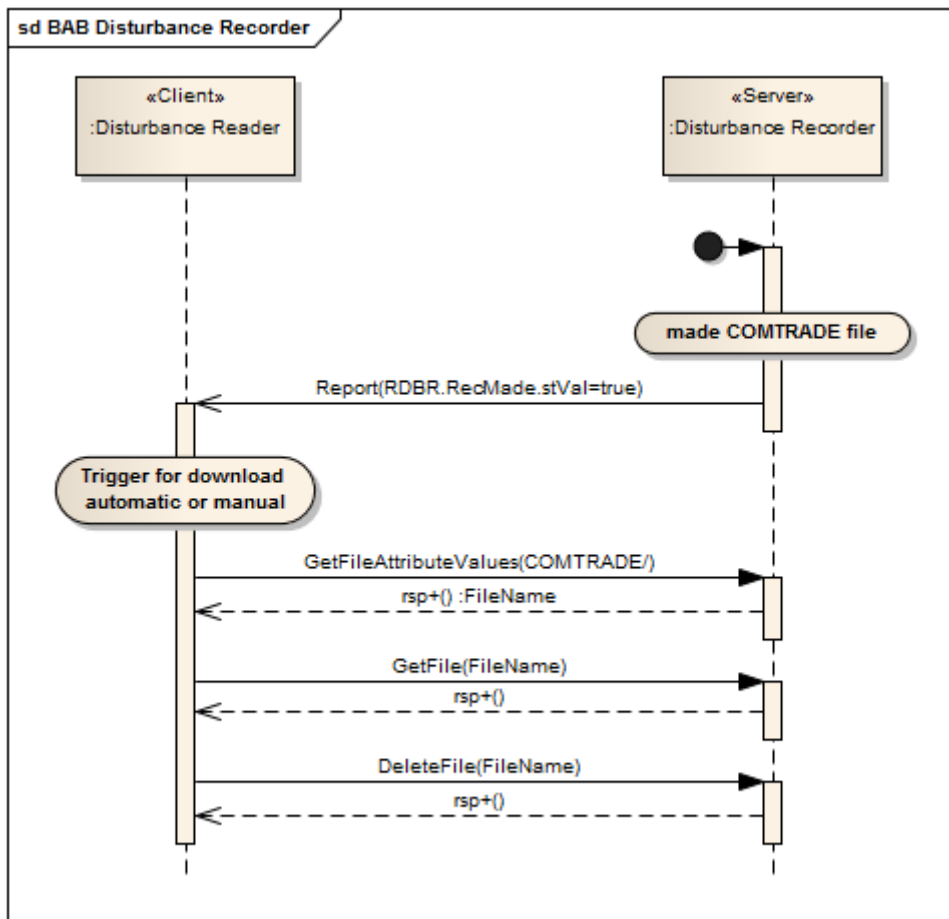 sd BAB Disturbance Recorder
«Client»
:Disturbance Reader
«Server»
:Disturbance Recorder
made COMTRADE file
Report(RDBR.RecMade.stVal=true)
Trigger for download
automatic or manual
GetFileAttributeValues(COMTRADE/)
rsp+() :FileName
GetFile(FileName)
rsp+()
DeleteFile(FileName)
rsp+()